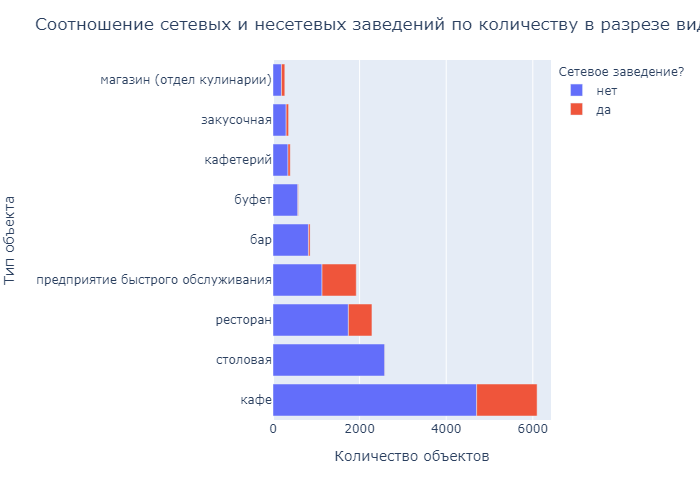 Соотношение сетевых и несетевых заведений по количеству в разрезе
Сетевое заведение?
нет
да
Тип объекта
магазин (отдел кулинарии)
закусочная
кафетерий
буфет
бар
предприятие быстрого обслуживания
ресторан
столовая
кафе
0 2000 4000 6000
Количество объектов